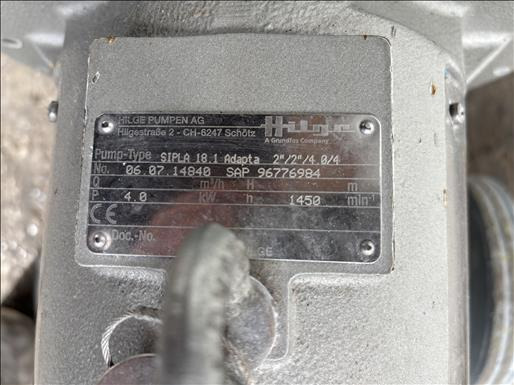 HILGE PUMPEN AG
Hilgestraße 2 - CH-6247 Schötz
Hilge
A Grundfos Company
Pump-Type SIPLA 18.1 Adapta 2"/2"/4.0/4
No. 06.07.14840 SAP 96776984
Q m³/h H m
P 4.0 kW n 1450 min⁻¹
CE
Doc.-No.